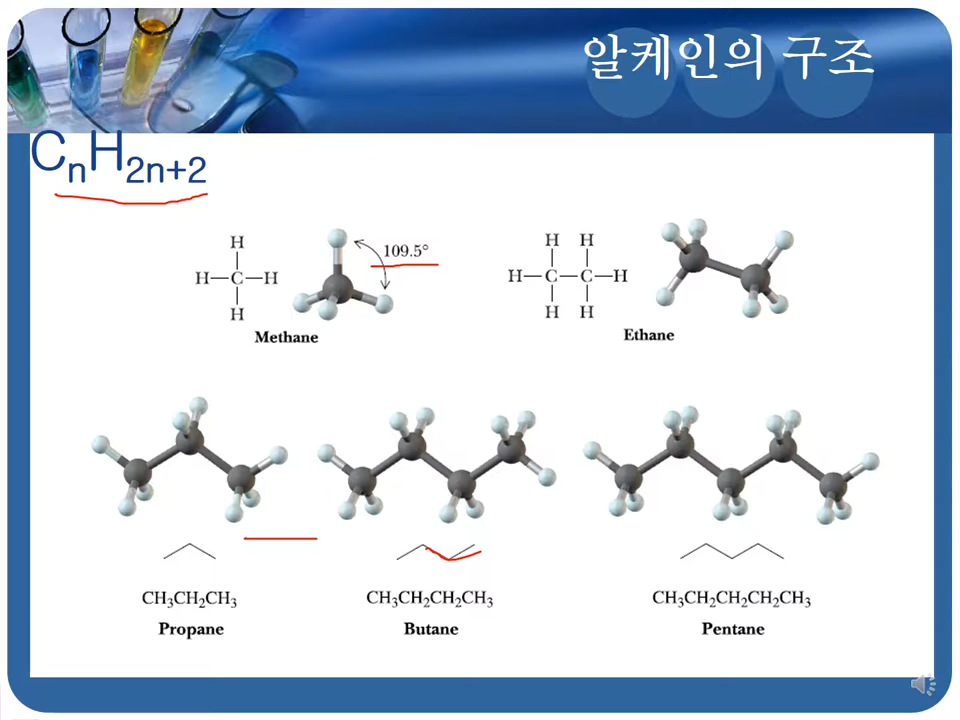 알케인의 구조
CₙH₂ₙ₊₂
H
H—C—H
H
109.5°
Methane
H H
H—C—C—H
H H
Ethane
CH₃CH₂CH₃
Propane
CH₃CH₂CH₂CH₃
Butane
CH₃CH₂CH₂CH₂CH₃
Pentane